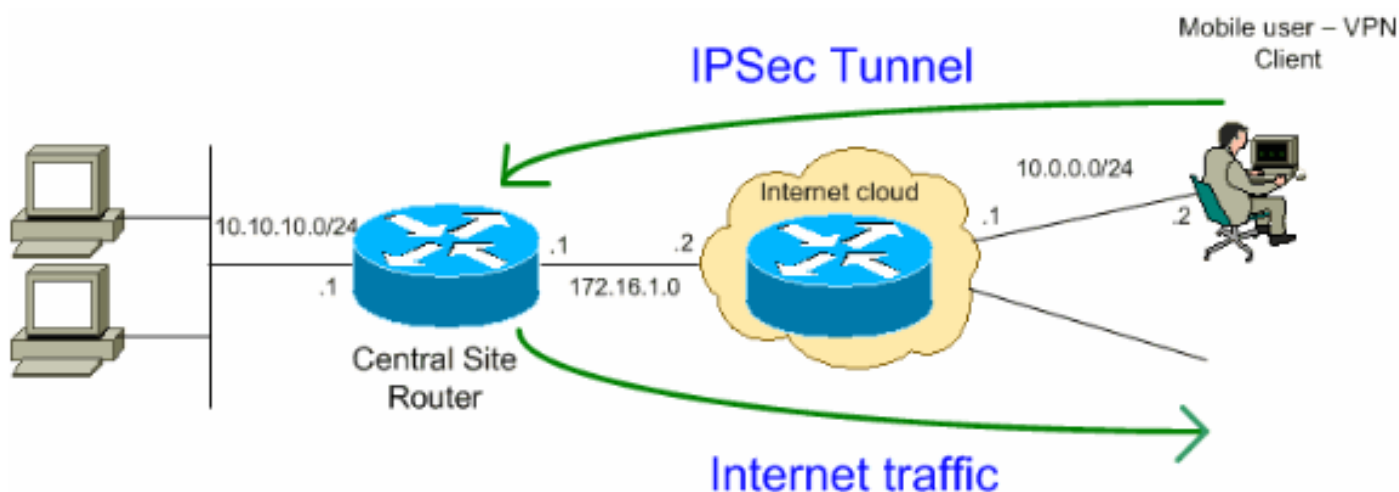 Mobile user – VPN
Client
IPSec Tunnel
10.0.0.0/24
Internet cloud
10.10.10.0/24
.1
.2
.1
.2
.1
172.16.1.0
Central Site
Router
Internet traffic